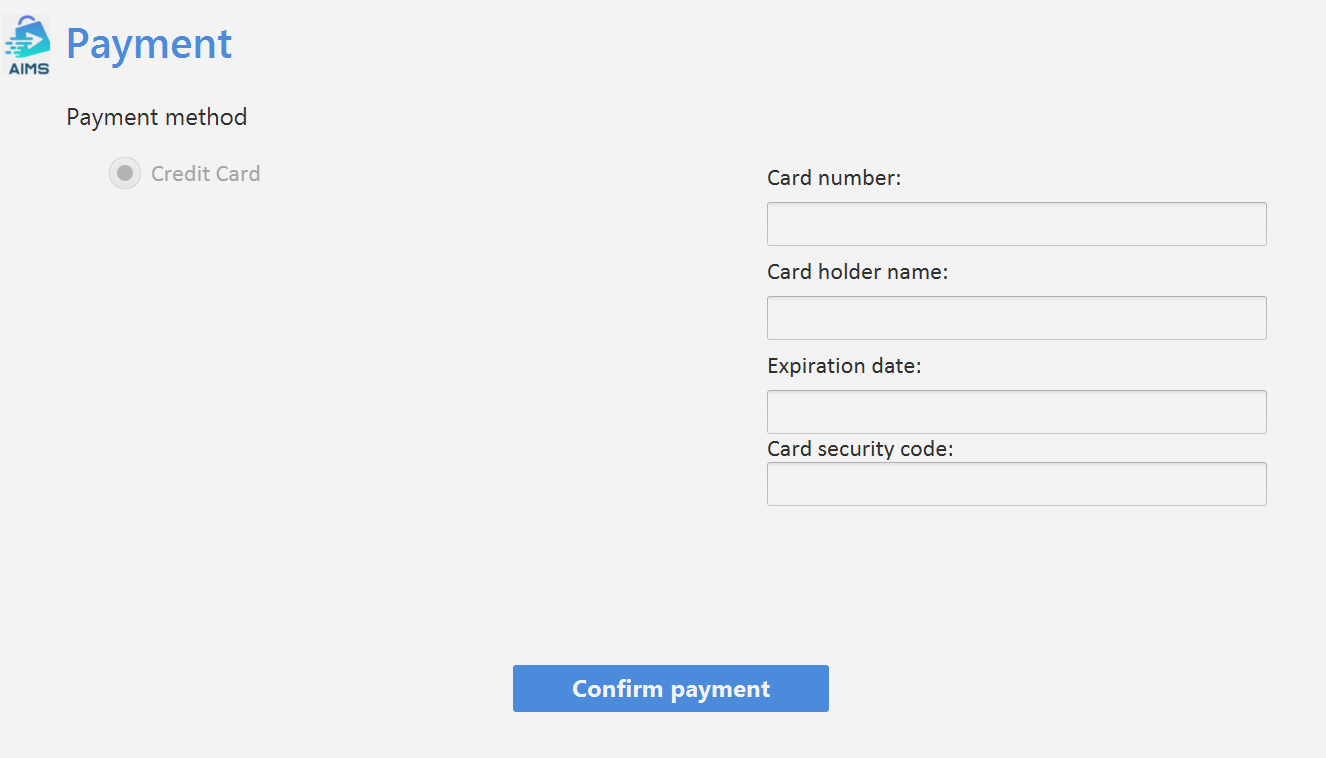 Payment
AIMS
Payment method
Credit Card
Card number:
Card holder name:
Expiration date:
Card security code:
Confirm payment